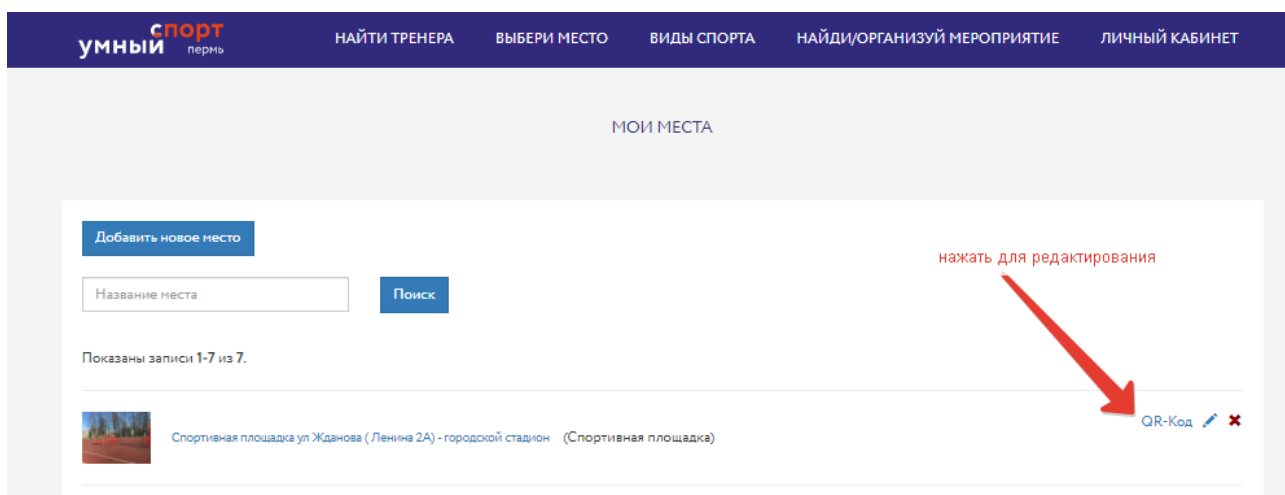 умный спорт
пермь
НАЙТИ ТРЕНЕРА ВЫБЕРИ МЕСТО ВИДЫ СПОРТА НАЙДИ/ОРГАНИЗУЙ МЕРОПРИЯТИЕ ЛИЧНЫЙ КАБИНЕТ
МОИ МЕСТА
Добавить новое место
нажать для редактирования
Название места Поиск
Показаны записи 1-7 из 7.
QR-Код
Спортивная площадка ул Жданова ( Ленина 2А) - городской стадион (Спортивная площадка)